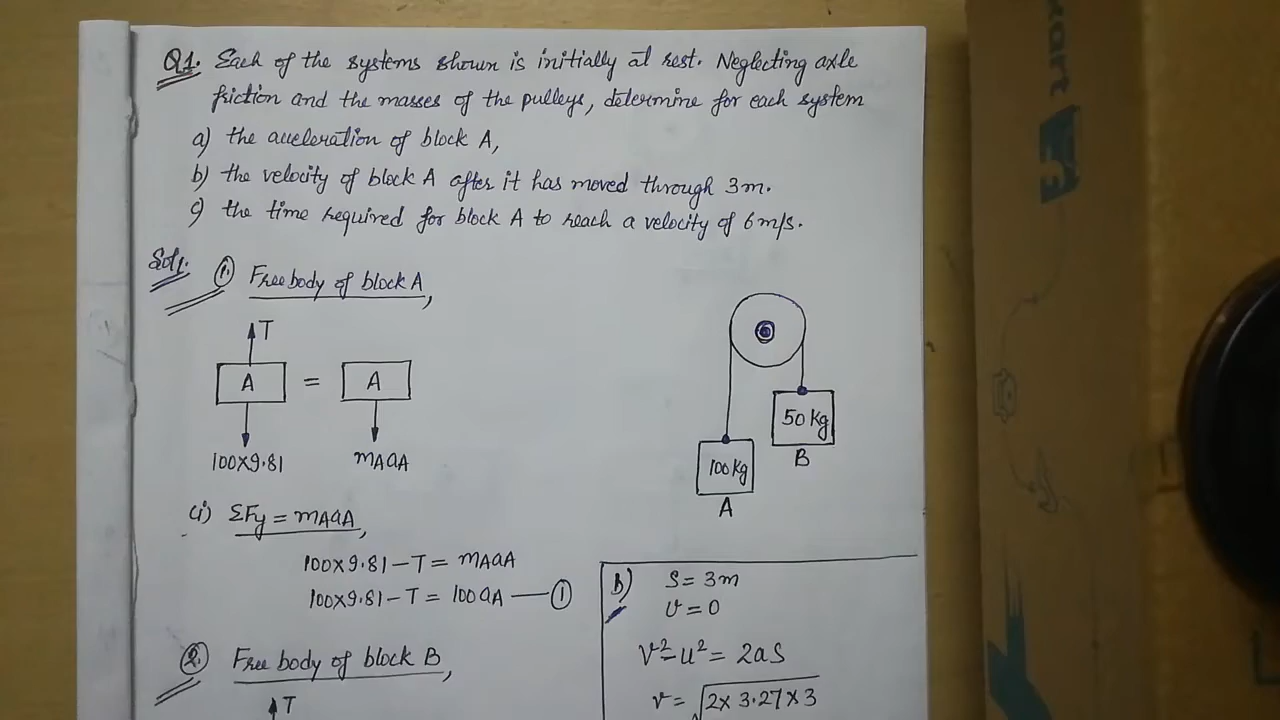 Q1. Each of the systems shown is initially at rest. Neglecting axle
friction and the masses of the pulleys, determine for each system
a) the acceleration of block A,
b) the velocity of block A after it has moved through 3m.
c) the time required for block A to reach a velocity of 6m/s.
Sol1.
① Free body of block A,
T
A = A
100×9.81 mAaA
50 Kg
B
100 Kg
A
(i) ΣFy = mAaA,
100×9.81 – T = mAaA
100×9.81 – T = 100aA —①
② Free body of block B,
T
B) S = 3m
v = 0
v²-u² = 2as
v = √2×3.27×3